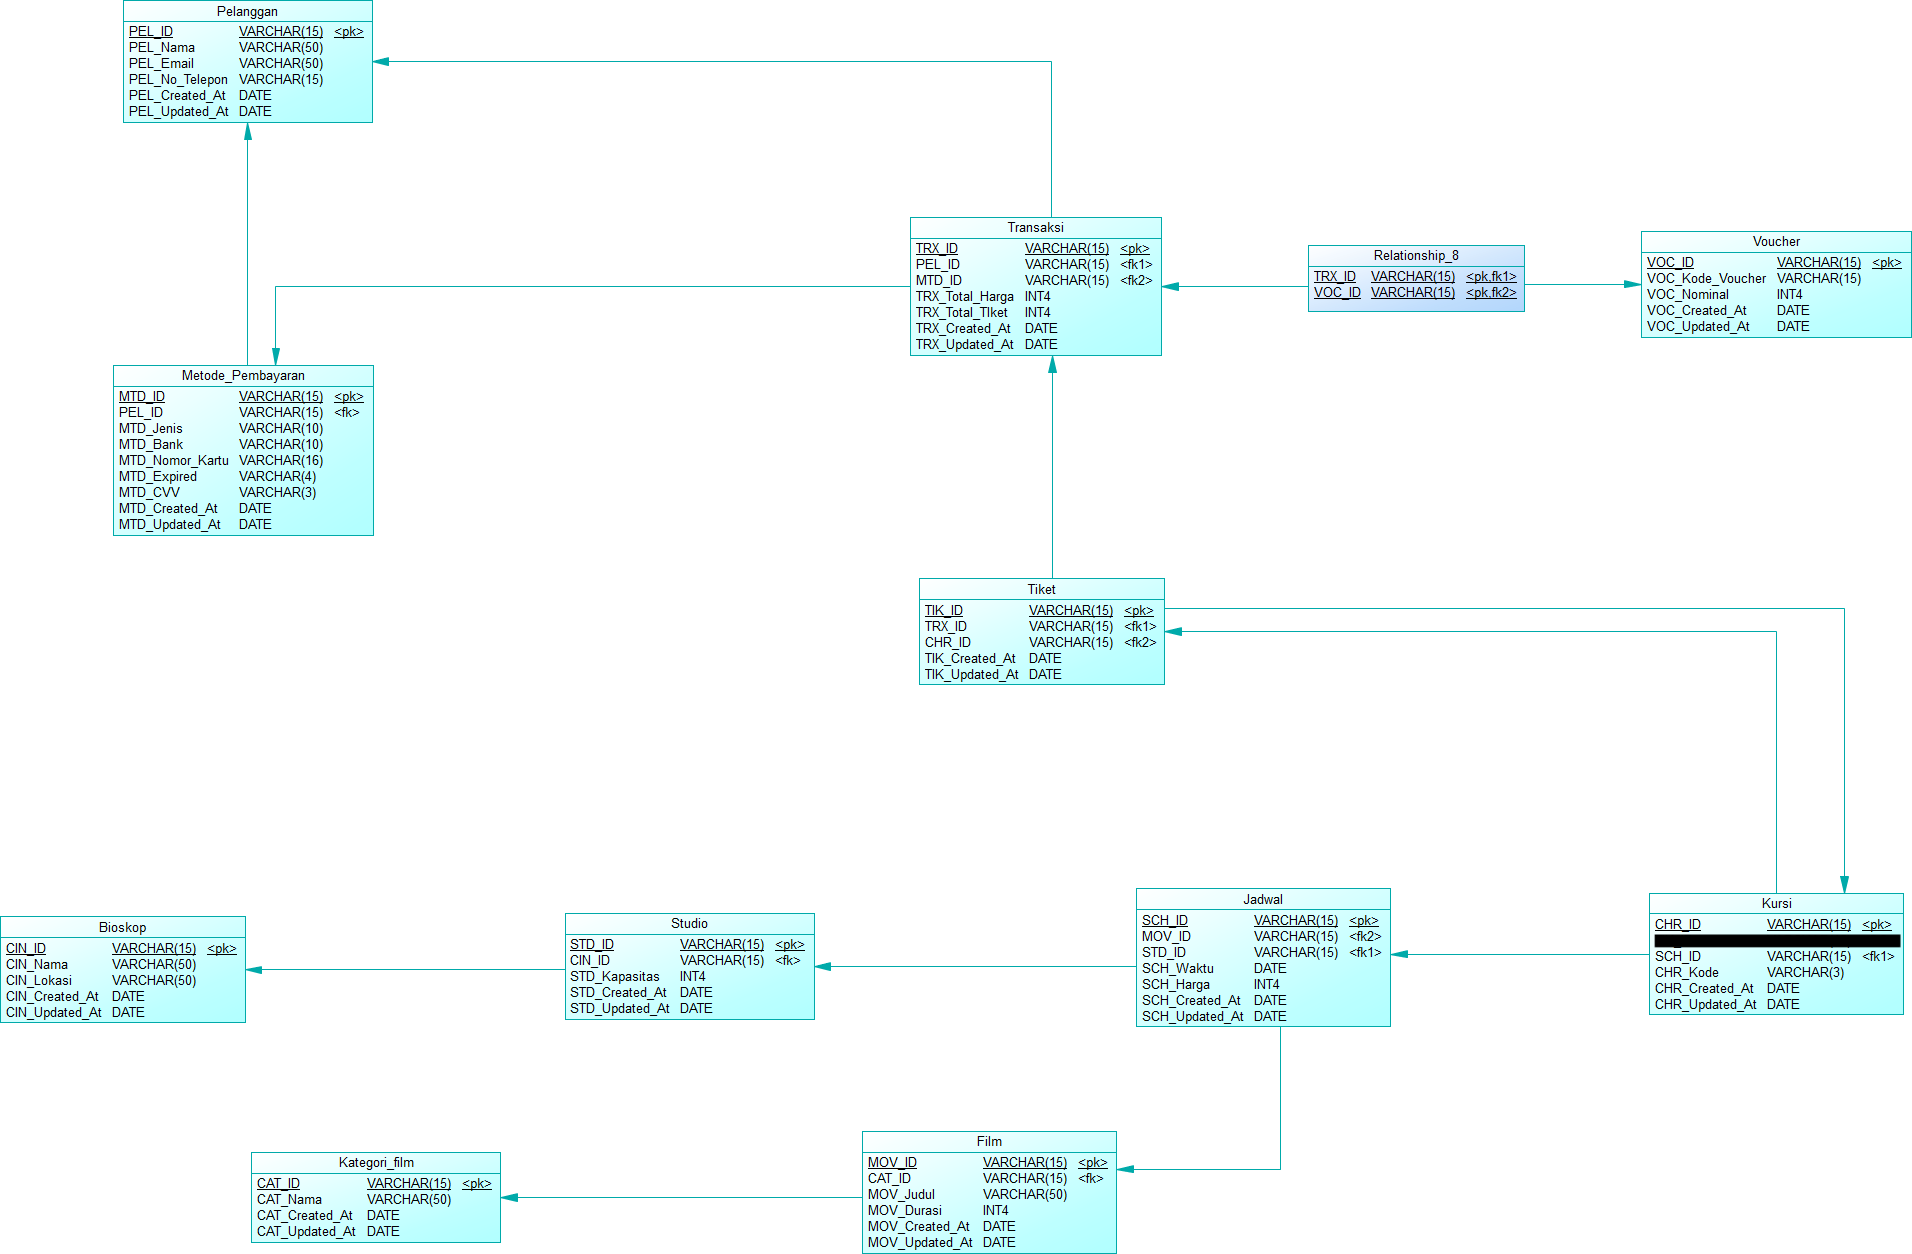 Pelanggan
PEL_ID VARCHAR(15) <pk>
PEL_Nama VARCHAR(50)
PEL_Email VARCHAR(50)
PEL_No_Telepon VARCHAR(15)
PEL_Created_At DATE
PEL_Updated_At DATE
Transaksi
TRX_ID VARCHAR(15) <pk>
PEL_ID VARCHAR(15) <fk1>
MTD_ID VARCHAR(15) <fk2>
TRX_Total_Harga INT4
TRX_Total_TIket INT4
TRX_Created_At DATE
TRX_Updated_At DATE
Relationship_8
TRX_ID VARCHAR(15) <pk,fk1>
VOC_ID VARCHAR(15) <pk,fk2>
Voucher
VOC_ID VARCHAR(15) <pk>
VOC_Kode_Voucher VARCHAR(15)
VOC_Nominal INT4
VOC_Created_At DATE
VOC_Updated_At DATE
Metode_Pembayaran
MTD_ID VARCHAR(15) <pk>
PEL_ID VARCHAR(15) <fk>
MTD_Jenis VARCHAR(10)
MTD_Bank VARCHAR(10)
MTD_Nomor_Kartu VARCHAR(16)
MTD_Expired VARCHAR(4)
MTD_CVV VARCHAR(3)
MTD_Created_At DATE
MTD_Updated_At DATE
Tiket
TIK_ID VARCHAR(15) <pk>
TRX_ID VARCHAR(15) <fk1>
CHR_ID VARCHAR(15) <fk2>
TIK_Created_At DATE
TIK_Updated_At DATE
Bioskop
CIN_ID VARCHAR(15) <pk>
CIN_Nama VARCHAR(50)
CIN_Lokasi VARCHAR(50)
CIN_Created_At DATE
CIN_Updated_At DATE
Studio
STD_ID VARCHAR(15) <pk>
CIN_ID VARCHAR(15) <fk>
STD_Kapasitas INT4
STD_Created_At DATE
STD_Updated_At DATE
Jadwal
SCH_ID VARCHAR(15) <pk>
MOV_ID VARCHAR(15) <fk2>
STD_ID VARCHAR(15) <fk1>
SCH_Waktu DATE
SCH_Harga INT4
SCH_Created_At DATE
SCH_Updated_At DATE
Kursi
CHR_ID VARCHAR(15) <pk>
SCH_ID VARCHAR(15) <fk1>
CHR_Kode VARCHAR(3)
CHR_Created_At DATE
CHR_Updated_At DATE
Kategori_film
CAT_ID VARCHAR(15) <pk>
CAT_Nama VARCHAR(50)
CAT_Created_At DATE
CAT_Updated_At DATE
Film
MOV_ID VARCHAR(15) <pk>
CAT_ID VARCHAR(15) <fk>
MOV_Judul VARCHAR(50)
MOV_Durasi INT4
MOV_Created_At DATE
MOV_Updated_At DATE